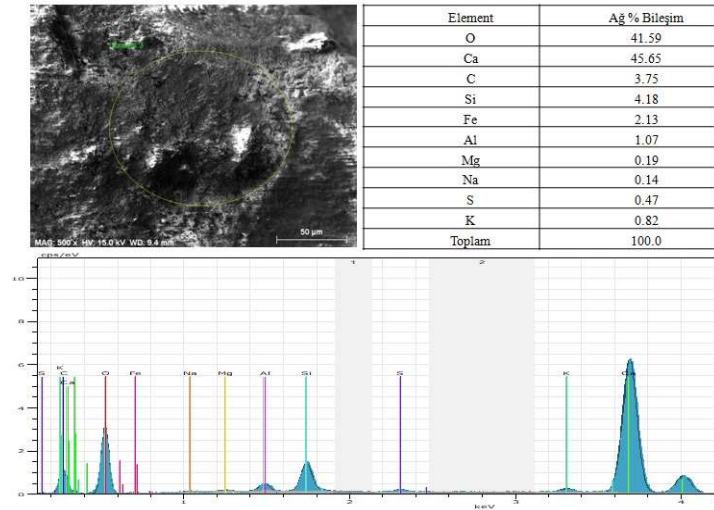 MAG: 500 x HV: 15.0 kV WD: 9.4 mm
50 µm
Element Ağ % Bileşim
O 41.59
Ca 45.65
C 3.75
Si 4.18
Fe 2.13
Al 1.07
Mg 0.19
Na 0.14
S 0.47
K 0.82
Toplam 100.0
cps/eV
1 2
10
8
6
4
2
0
S K C Ca O Fe Na Mg Al Si S K Ca
1 2 3 4
keV